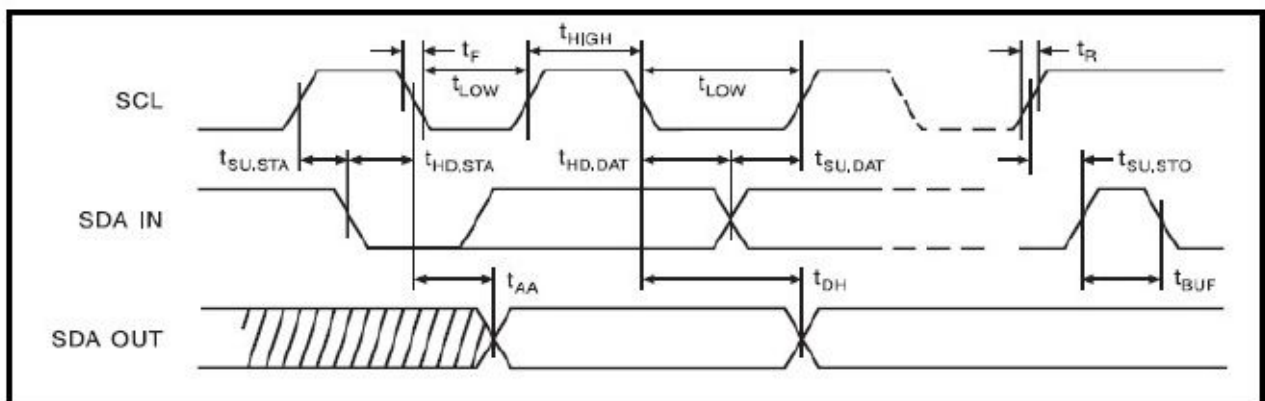 tHIGH
tF
tR
tLOW
tLOW
SCL
tSU.STA
tHD.STA
tHD.DAT
tSU.DAT
tSU.STO
SDA IN
tAA
tDH
tBUF
SDA OUT